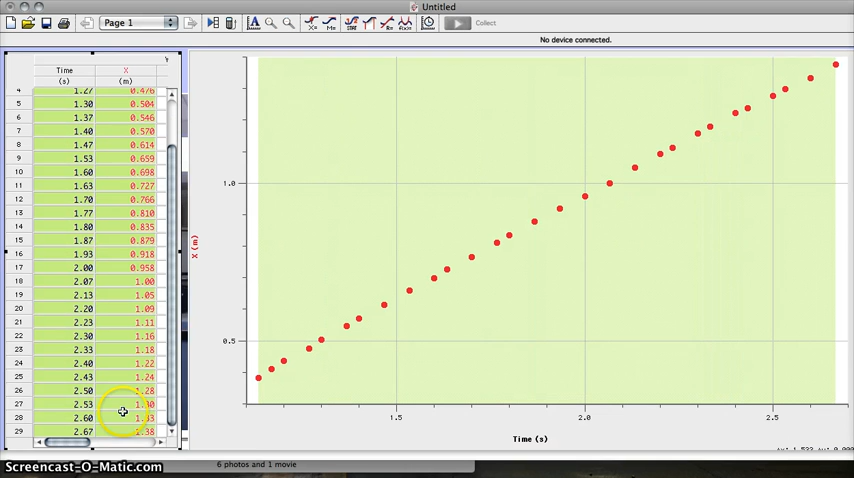 Untitled
Page 1
Collect
No device connected.
Time X Y
(s) (m)
4 1.27 0.476
5 1.30 0.504
6 1.37 0.546
7 1.40 0.570
8 1.47 0.614
9 1.53 0.659
10 1.60 0.698
11 1.63 0.727
12 1.70 0.766
13 1.77 0.810
14 1.80 0.835
15 1.87 0.879
16 1.93 0.918
17 2.00 0.958
18 2.07 1.00
19 2.13 1.05
20 2.20 1.09
21 2.23 1.11
22 2.30 1.16
23 2.33 1.18
24 2.40 1.22
25 2.43 1.24
26 2.50 1.28
27 2.53 1.30
28 2.60 1.33
29 2.67 1.38
X (m)
1.0
0.5
1.5 2.0 2.5
Time (s)
Screencast-O-Matic.com
6 photos and 1 movie